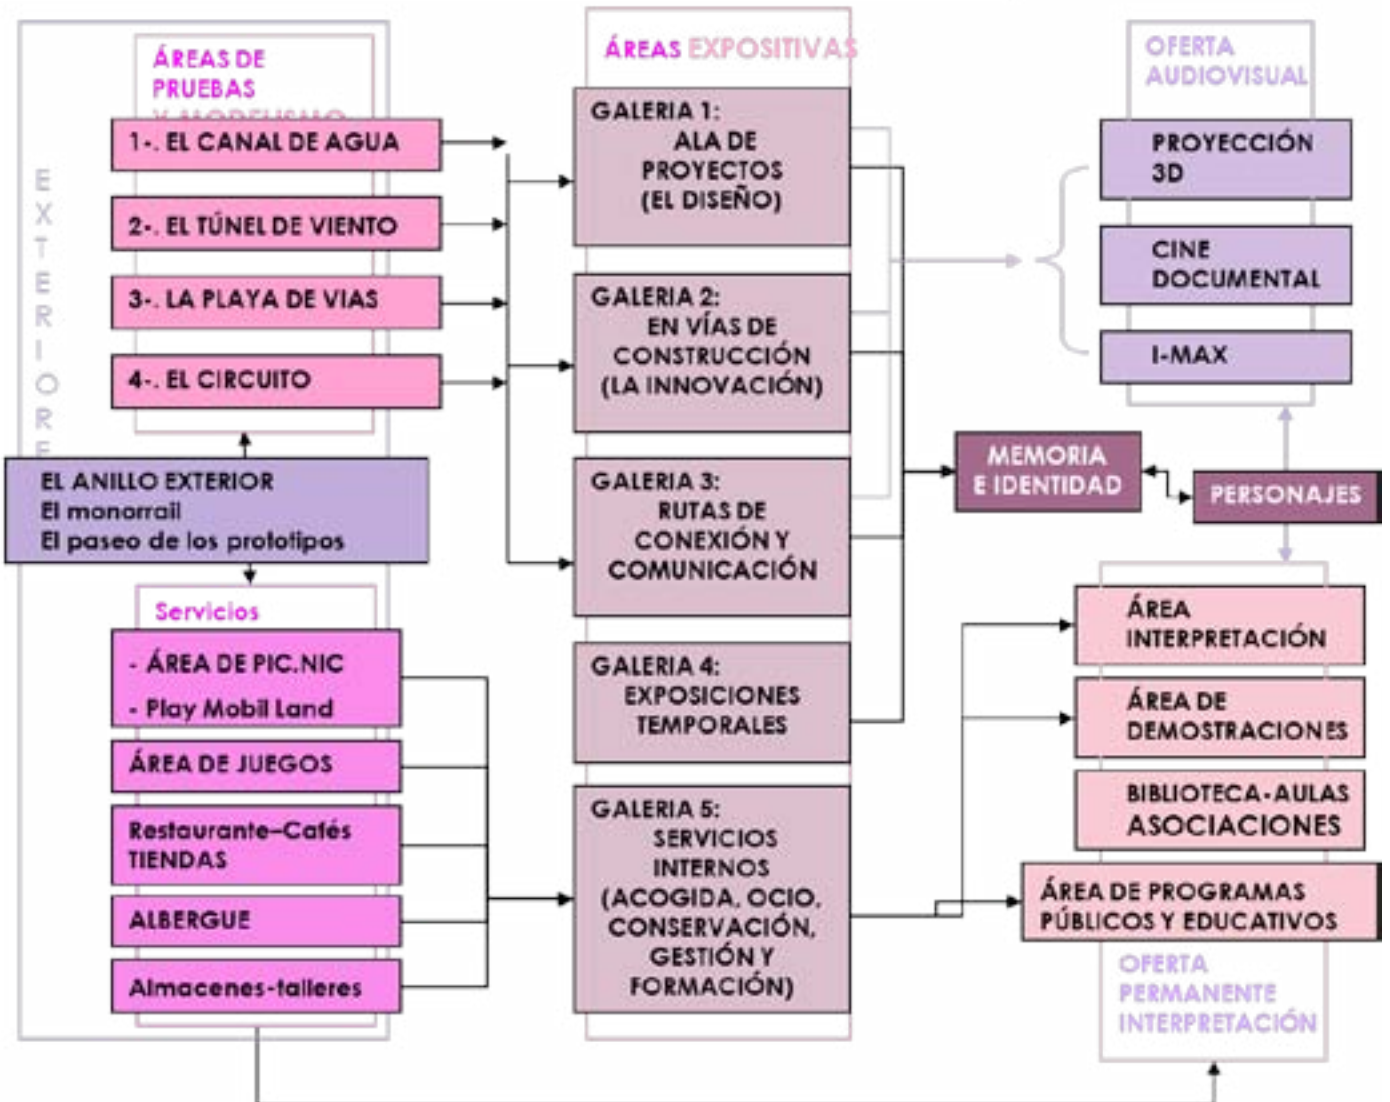 ÁREAS DE
PRUEBAS
Y MODELISMO
1-. EL CANAL DE AGUA
2-. EL TÚNEL DE VIENTO
3-. LA PLAYA DE VIAS
4-. EL CIRCUITO
EXTERIORE
EL ANILLO EXTERIOR
El monorrail
El paseo de los prototipos
Servicios
- ÁREA DE PIC.NIC
- Play Mobil Land
ÁREA DE JUEGOS
Restaurante–Cafés
TIENDAS
ALBERGUE
Almacenes-talleres
ÁREAS EXPOSITIVAS
GALERIA 1:
ALA DE
PROYECTOS
(EL DISEÑO)
GALERIA 2:
EN VÍAS DE
CONSTRUCCIÓN
(LA INNOVACIÓN)
GALERIA 3:
RUTAS DE
CONEXIÓN Y
COMUNICACIÓN
GALERIA 4:
EXPOSICIONES
TEMPORALES
GALERIA 5:
SERVICIOS
INTERNOS
(ACOGIDA, OCIO,
CONSERVACIÓN,
GESTIÓN Y
FORMACIÓN)
OFERTA
AUDIOVISUAL
PROYECCIÓN
3D
CINE
DOCUMENTAL
I-MAX
MEMORIA
E IDENTIDAD
PERSONAJES
ÁREA
INTERPRETACIÓN
ÁREA DE
DEMOSTRACIONES
BIBLIOTECA-AULAS
ASOCIACIONES
ÁREA DE PROGRAMAS
PÚBLICOS Y EDUCATIVOS
OFERTA
PERMANENTE
INTERPRETACIÓN